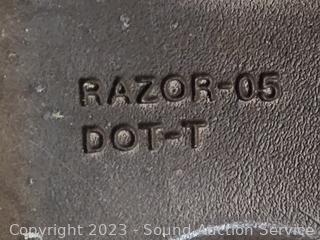 RAZOR-05
DOT-T
Copyright 2023 - Sound Auction Service